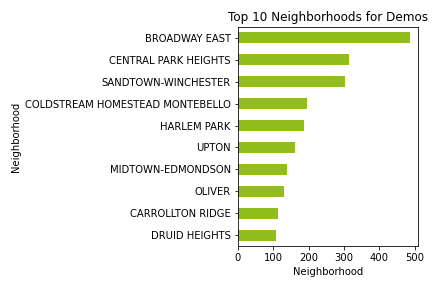 Top 10 Neighborhoods for Demos
BROADWAY EAST
CENTRAL PARK HEIGHTS
SANDTOWN-WINCHESTER
COLDSTREAM HOMESTEAD MONTEBELLO
HARLEM PARK
UPTON
MIDTOWN-EDMONDSON
OLIVER
CARROLLTON RIDGE
DRUID HEIGHTS
Neighborhood
0 100 200 300 400 500
Neighborhood